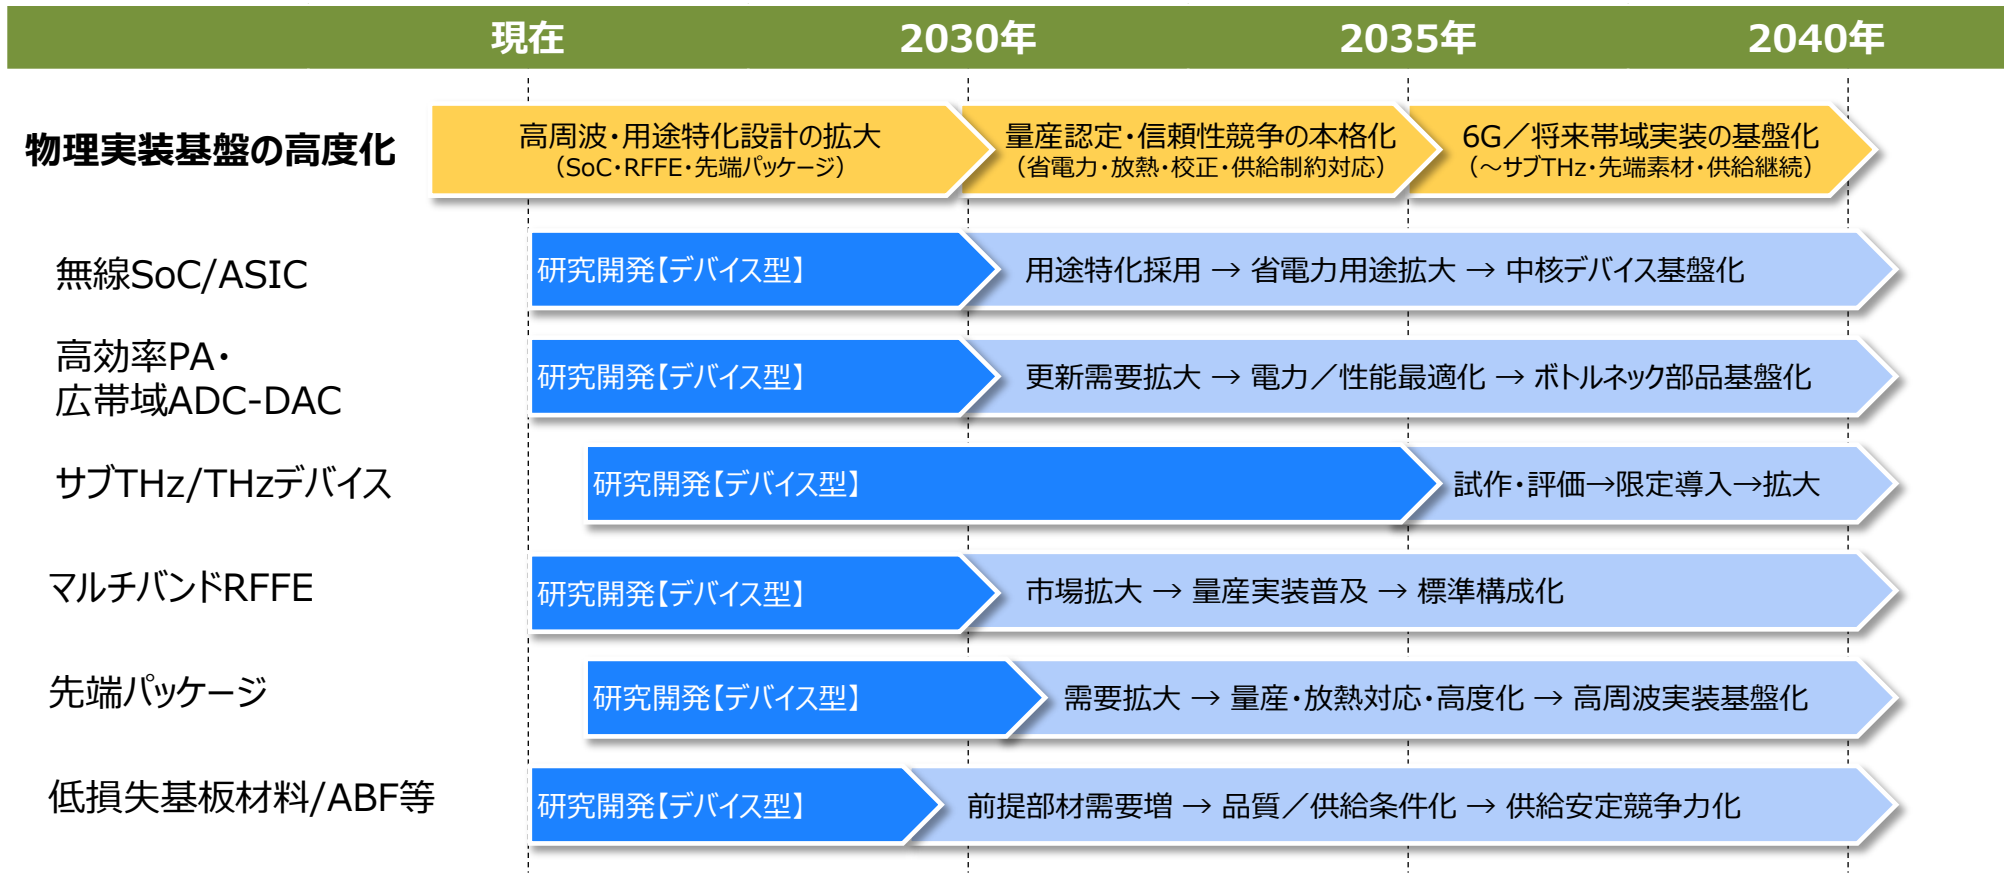 現在 2030年 2035年 2040年
物理実装基盤の高度化
高周波・用途特化設計の拡大
（SoC・RFFE・先端パッケージ）
量産認定・信頼性競争の本格化
（省電力・放熱・校正・供給制約対応）
6G／将来帯域実装の基盤化
（～サブTHz・先端素材・供給継続）
無線SoC/ASIC
研究開発【デバイス型】
用途特化採用 → 省電力用途拡大 → 中核デバイス基盤化
高効率PA・
広帯域ADC-DAC
研究開発【デバイス型】
更新需要拡大 → 電力／性能最適化 → ボトルネック部品基盤化
サブTHz/THzデバイス
研究開発【デバイス型】
試作・評価→限定導入→拡大
マルチバンドRFFE
研究開発【デバイス型】
市場拡大 → 量産実装普及 → 標準構成化
先端パッケージ
研究開発【デバイス型】
需要拡大 → 量産・放熱対応・高度化 → 高周波実装基盤化
低損失基板材料/ABF等
研究開発【デバイス型】
前提部材需要増 → 品質／供給条件化 → 供給安定競争力化